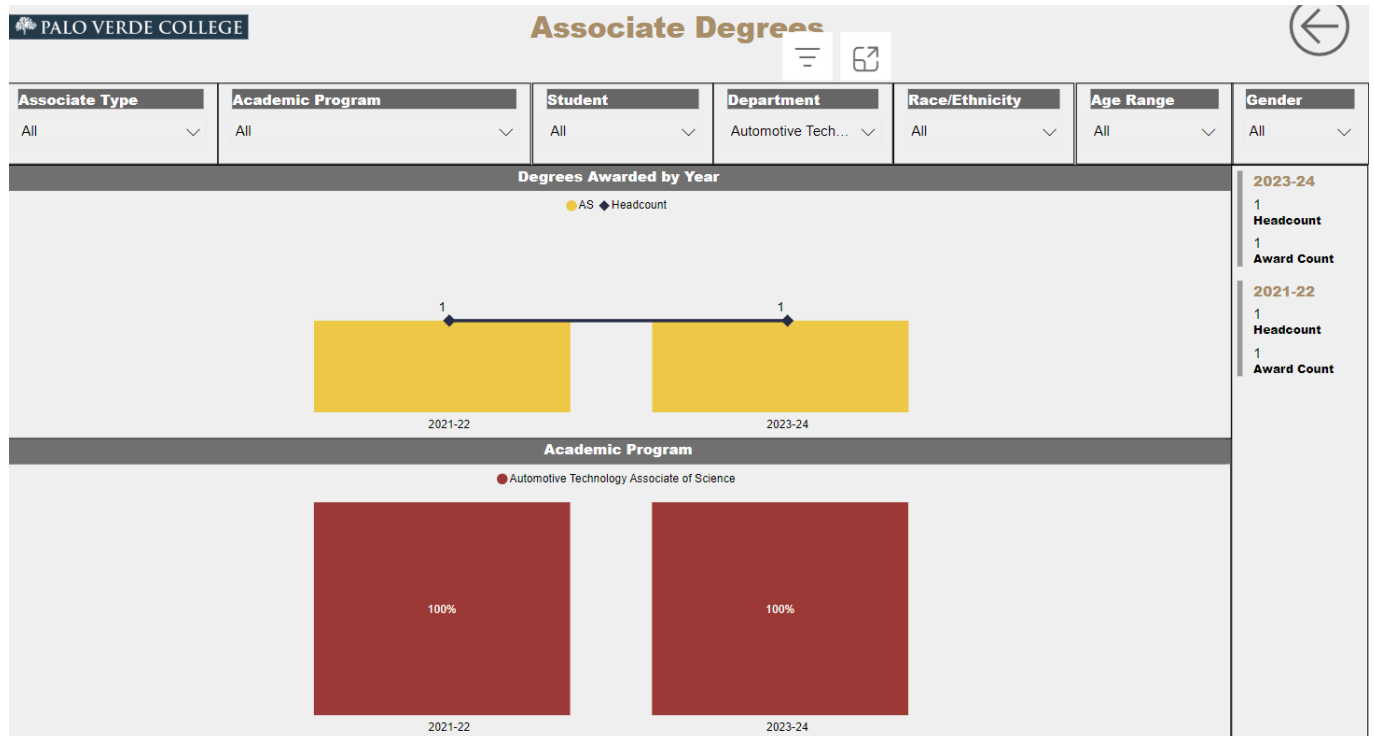 PALO VERDE COLLEGE
Associate Degrees
Associate Type
All
Academic Program
All
Student
All
Department
Automotive Tech...
Race/Ethnicity
All
Age Range
All
Gender
All
Degrees Awarded by Year
AS Headcount
1 1
2021-22 2023-24
Academic Program
Automotive Technology Associate of Science
100% 100%
2021-22 2023-24
2023-24
1
Headcount
1
Award Count
2021-22
1
Headcount
1
Award Count